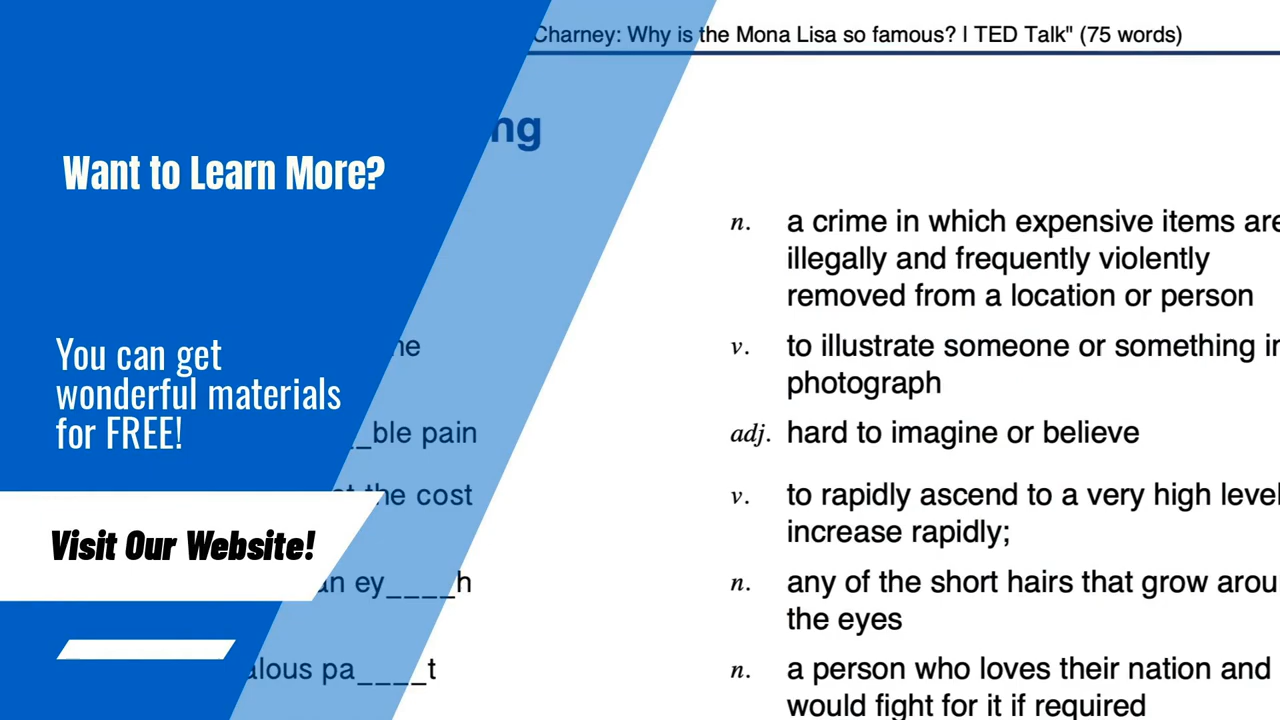 Charney: Why is the Mona Lisa so famous? | TED Talk" (75 words)
ng
Want to Learn More?
You can get
wonderful materials
for FREE!
Visit Our Website!
n. a crime in which expensive items are
illegally and frequently violently
removed from a location or person
he
v. to illustrate someone or something in
photograph
_ble pain
adj. hard to imagine or believe
the cost
v. to rapidly ascend to a very high level
increase rapidly;
an ey____h
n. any of the short hairs that grow arou
the eyes
alous pa____t
n. a person who loves their nation and
would fight for it if required